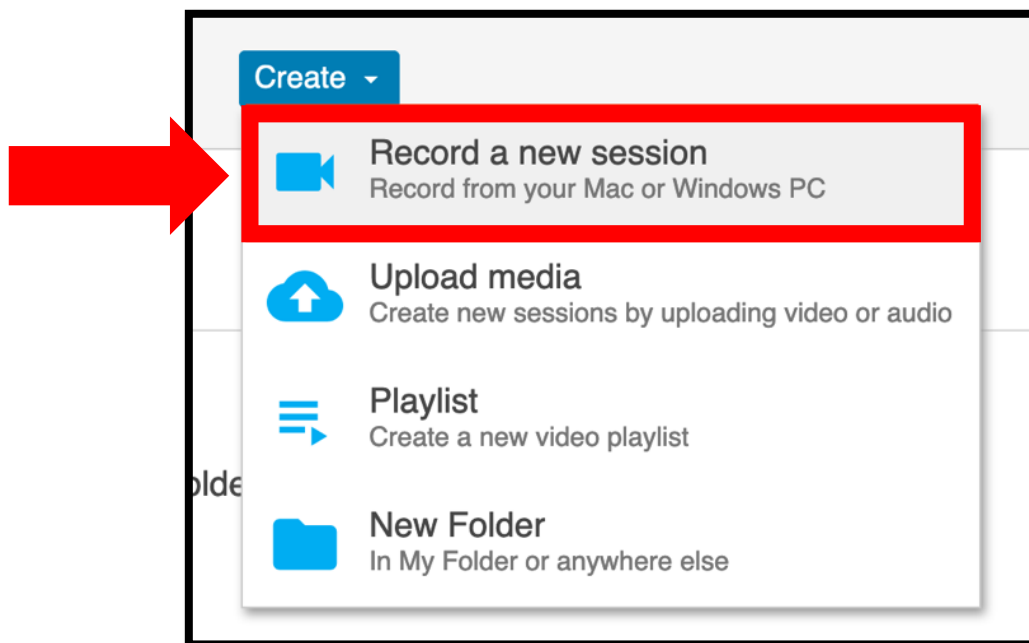 Create
Record a new session
Record from your Mac or Windows PC
Upload media
Create new sessions by uploading video or audio
Playlist
Create a new video playlist
olde
New Folder
In My Folder or anywhere else